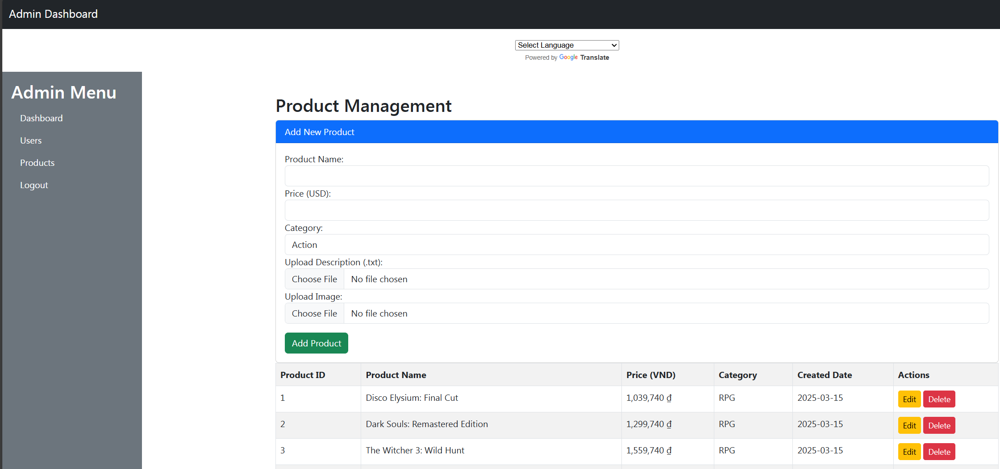 Admin Dashboard
Select Language
Powered by Google Translate
Admin Menu
Dashboard
Users
Products
Logout
Product Management
Add New Product
Product Name:
Price (USD):
Category:
Action
Upload Description (.txt):
Choose File No file chosen
Upload Image:
Choose File No file chosen
Add Product
Product ID Product Name Price (VND) Category Created Date Actions
1 Disco Elysium: Final Cut 1,039,740 ₫ RPG 2025-03-15 Edit Delete
2 Dark Souls: Remastered Edition 1,299,740 ₫ RPG 2025-03-15 Edit Delete
3 The Witcher 3: Wild Hunt 1,559,740 ₫ RPG 2025-03-15 Edit Delete